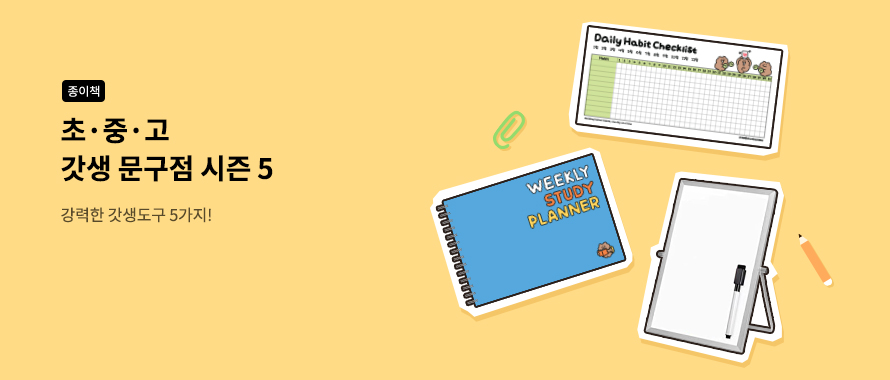 종이책
초·중·고
갓생 문구점 시즌 5
강력한 갓생도구 5가지!
Daily Habit Checklist
WEEKLY
STUDY
PLANNER